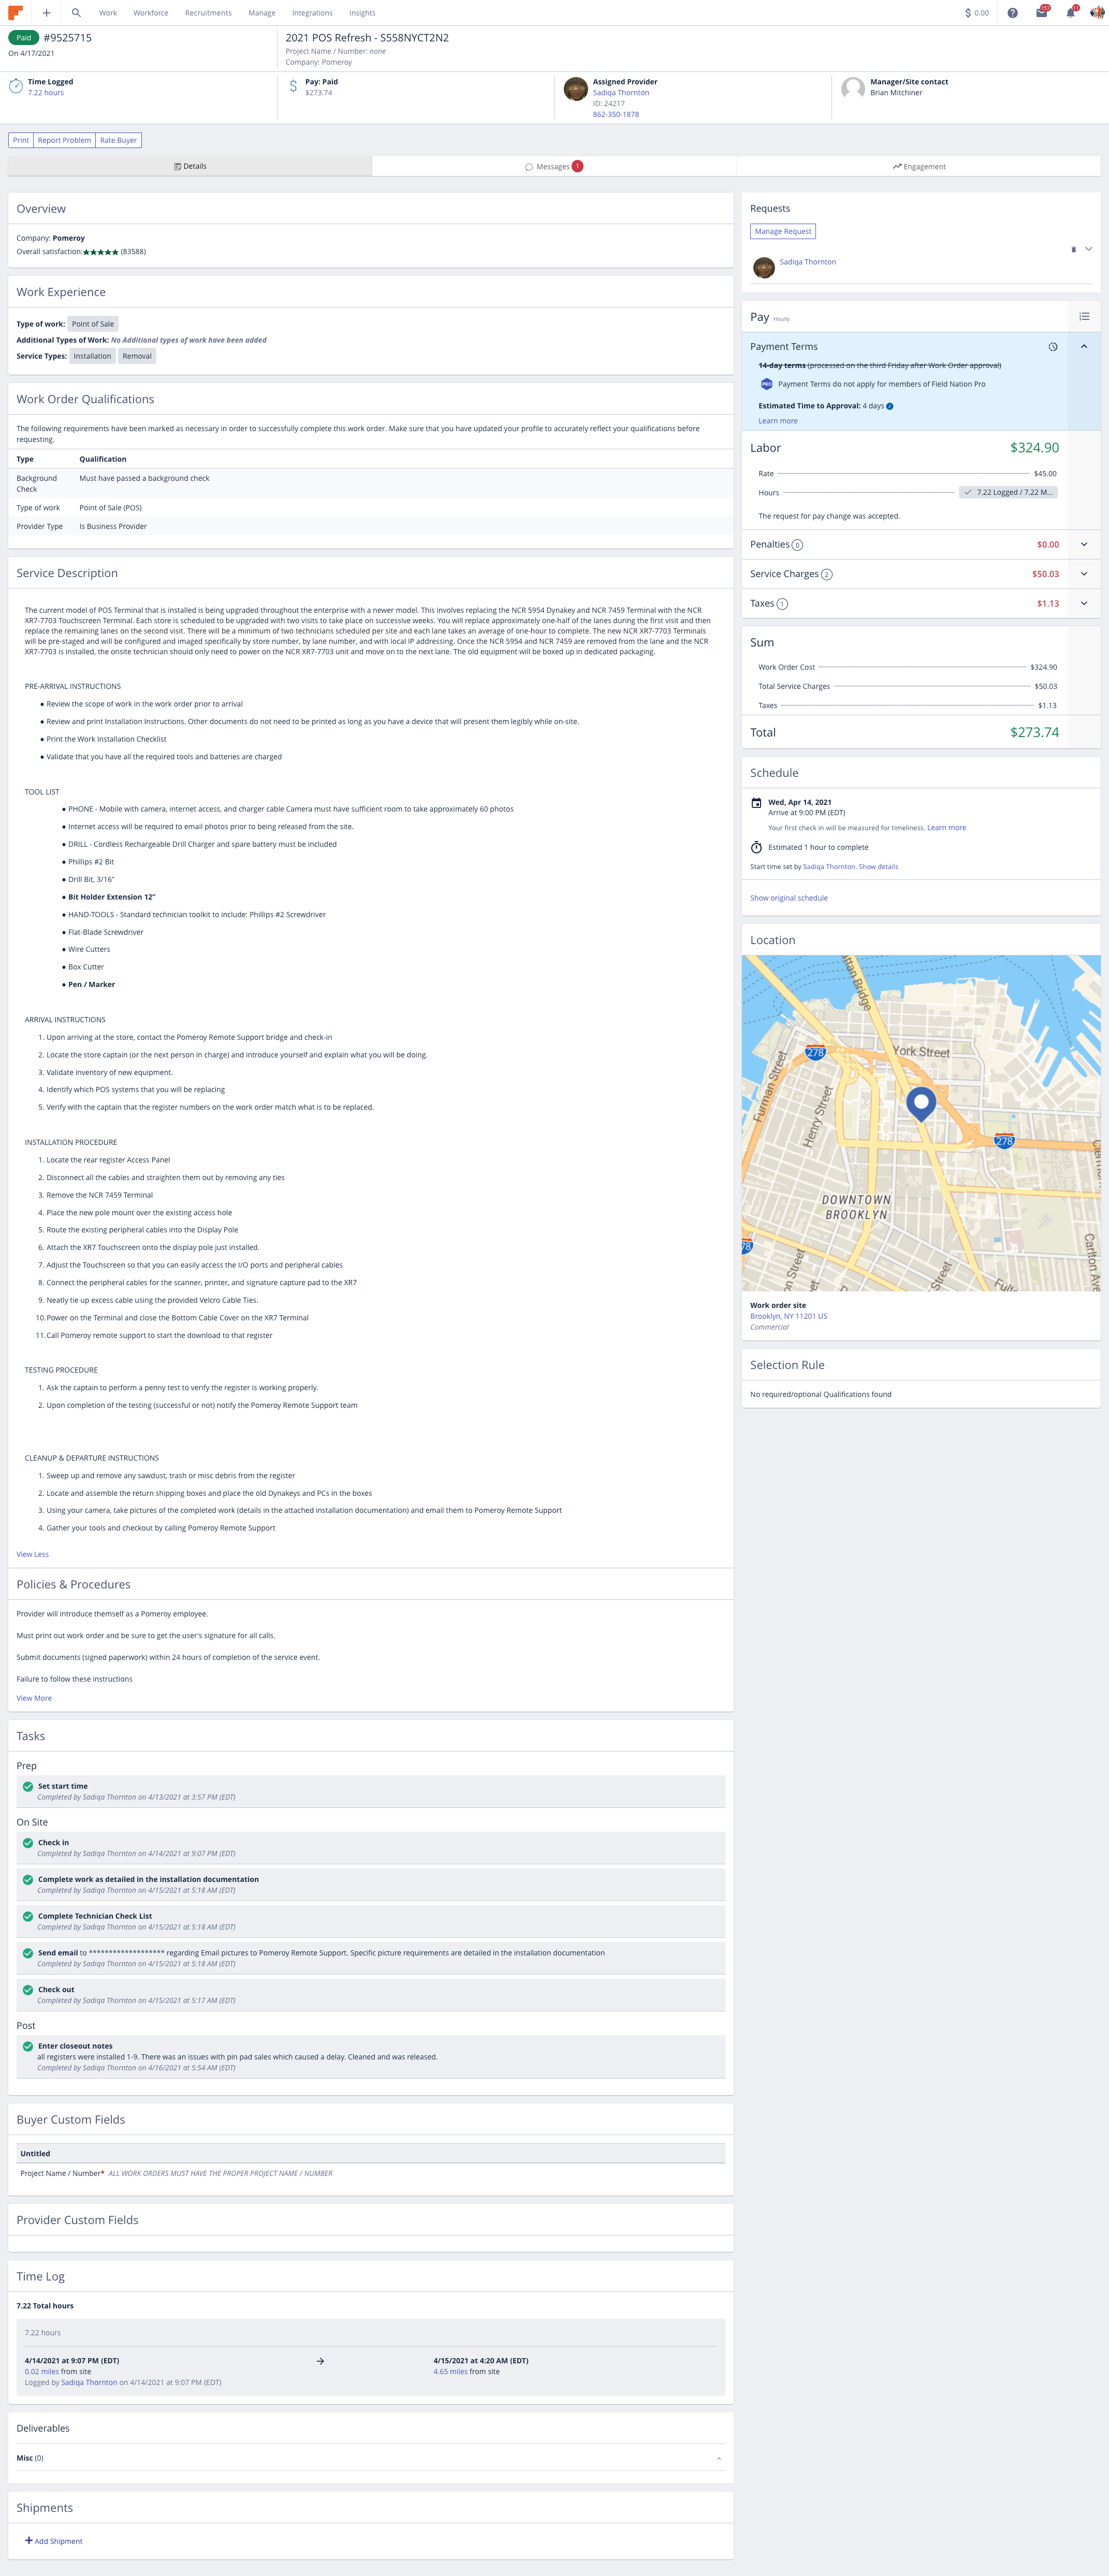 Work Workforce Recruitments Manage Integrations Insights
$ 0.00
Paid #9525715
On 4/17/2021
2021 POS Refresh - S558NYCT2N2
Project Name / Number: none
Company: Pomeroy
Time Logged
7.22 hours
Pay: Paid
$273.74
Assigned Provider
Sadiqa Thornton
ID: 24217
862-350-1878
Manager/Site contact
Brian Mitchiner
Print Report Problem Rate Buyer
Details
Messages 1
Engagement
Overview
Company: Pomeroy
Overall satisfaction:★★★★★ (83588)
Work Experience
Type of work: Point of Sale
Additional Types of Work: No Additional types of work have been added
Service Types: Installation Removal
Work Order Qualifications
The following requirements have been marked as necessary in order to successfully complete this work order. Make sure that you have updated your profile to accurately reflect your qualifications before
requesting.
Type Qualification
Background
Check
Must have passed a background check
Type of work Point of Sale (POS)
Provider Type Is Business Provider
Service Description
The current model of POS Terminal that is installed is being upgraded throughout the enterprise with a newer model. This involves replacing the NCR 5954 Dynakey and NCR 7459 Terminal with the NCR
XR7-7703 Touchscreen Terminal. Each store is scheduled to be upgraded with two visits to take place on successive weeks. You will replace approximately one-half of the lanes during the first visit and then
replace the remaining lanes on the second visit. There will be a minimum of two technicians scheduled per site and each lane takes an average of one-hour to complete. The new NCR XR7-7703 Terminals
will be pre-staged and will be configured and imaged specifically by store number, by lane number, and with local IP addressing. Once the NCR 5954 and NCR 7459 are removed from the lane and the NCR
XR7-7703 is installed, the onsite technician should only need to power on the NCR XR7-7703 unit and move on to the next lane. The old equipment will be boxed up in dedicated packaging.
PRE-ARRIVAL INSTRUCTIONS
● Review the scope of work in the work order prior to arrival
● Review and print Installation Instructions. Other documents do not need to be printed as long as you have a device that will present them legibly while on-site.
● Print the Work Installation Checklist
● Validate that you have all the required tools and batteries are charged
TOOL LIST
● PHONE - Mobile with camera, internet access, and charger cable Camera must have sufficient room to take approximately 60 photos
● Internet access will be required to email photos prior to being released from the site.
● DRILL - Cordless Rechargeable Drill Charger and spare battery must be included
● Phillips #2 Bit
● Drill Bit, 3/16"
● Bit Holder Extension 12"
● HAND-TOOLS - Standard technician toolkit to include: Phillips #2 Screwdriver
● Flat-Blade Screwdriver
● Wire Cutters
● Box Cutter
● Pen / Marker
ARRIVAL INSTRUCTIONS
1. Upon arriving at the store, contact the Pomeroy Remote Support bridge and check-in
2. Locate the store captain (or the next person in charge) and introduce yourself and explain what you will be doing.
3. Validate inventory of new equipment.
4. Identify which POS systems that you will be replacing
5. Verify with the captain that the register numbers on the work order match what is to be replaced.
INSTALLATION PROCEDURE
1. Locate the rear register Access Panel
2. Disconnect all the cables and straighten them out by removing any ties
3. Remove the NCR 7459 Terminal
4. Place the new pole mount over the existing access hole
5. Route the existing peripheral cables into the Display Pole
6. Attach the XR7 Touchscreen onto the display pole just installed.
7. Adjust the Touchscreen so that you can easily access the I/O ports and peripheral cables
8. Connect the peripheral cables for the scanner, printer, and signature capture pad to the XR7
9. Neatly tie up excess cable using the provided Velcro Cable Ties.
10. Power on the Terminal and close the Bottom Cable Cover on the XR7 Terminal
11. Call Pomeroy remote support to start the download to that register
TESTING PROCEDURE
1. Ask the captain to perform a penny test to verify the register is working properly.
2. Upon completion of the testing (successful or not) notify the Pomeroy Remote Support team
CLEANUP & DEPARTURE INSTRUCTIONS
1. Sweep up and remove any sawdust, trash or misc debris from the register
2. Locate and assemble the return shipping boxes and place the old Dynakeys and PCs in the boxes
3. Using your camera, take pictures of the completed work (details in the attached installation documentation) and email them to Pomeroy Remote Support
4. Gather your tools and checkout by calling Pomeroy Remote Support
View Less
Policies & Procedures
Provider will introduce themself as a Pomeroy employee.
Must print out work order and be sure to get the user's signature for all calls.
Submit documents (signed paperwork) within 24 hours of completion of the service event.
Failure to follow these instructions
View More
Tasks
Prep
Set start time
Completed by Sadiqa Thornton on 4/13/2021 at 3:57 PM (EDT)
On Site
Check in
Completed by Sadiqa Thornton on 4/14/2021 at 9:07 PM (EDT)
Complete work as detailed in the installation documentation
Completed by Sadiqa Thornton on 4/15/2021 at 5:18 AM (EDT)
Complete Technician Check List
Completed by Sadiqa Thornton on 4/15/2021 at 5:18 AM (EDT)
Send email to ******************* regarding Email pictures to Pomeroy Remote Support. Specific picture requirements are detailed in the installation documentation
Completed by Sadiqa Thornton on 4/15/2021 at 5:18 AM (EDT)
Check out
Completed by Sadiqa Thornton on 4/15/2021 at 5:17 AM (EDT)
Post
Enter closeout notes
all registers were installed 1-9. There was an issues with pin pad sales which caused a delay. Cleaned and was released.
Completed by Sadiqa Thornton on 4/16/2021 at 5:54 AM (EDT)
Buyer Custom Fields
Untitled
Project Name / Number* ALL WORK ORDERS MUST HAVE THE PROPER PROJECT NAME / NUMBER
Provider Custom Fields
Time Log
7.22 Total hours
7.22 hours
4/14/2021 at 9:07 PM (EDT) → 4/15/2021 at 4:20 AM (EDT)
0.02 miles from site 4.65 miles from site
Logged by Sadiqa Thornton on 4/14/2021 at 9:07 PM (EDT)
Deliverables
Misc (0)
Shipments
+ Add Shipment
Requests
Manage Request
Sadiqa Thornton
Pay Hourly
Payment Terms
14-day terms (processed on the third Friday after Work Order approval)
PRO Payment Terms do not apply for members of Field Nation Pro
Estimated Time to Approval: 4 days
Learn more
Labor $324.90
Rate $45.00
Hours 7.22 Logged / 7.22 M...
The request for pay change was accepted.
Penalties 0 $0.00
Service Charges 2 $50.03
Taxes 1 $1.13
Sum
Work Order Cost $324.90
Total Service Charges $50.03
Taxes $1.13
Total $273.74
Schedule
Wed, Apr 14, 2021
Arrive at 9:00 PM (EDT)
Your first check in will be measured for timeliness. Learn more
Estimated 1 hour to complete
Start time set by Sadiqa Thornton. Show details
Show original schedule
Location
ttan Bridge
278
York Street
Furman Street
Henry Street
278
DOWNTOWN
BROOKLYN
78
on Street
Street
Fult
Carlton Ave
Work order site
Brooklyn, NY 11201 US
Commercial
Selection Rule
No required/optional Qualifications found